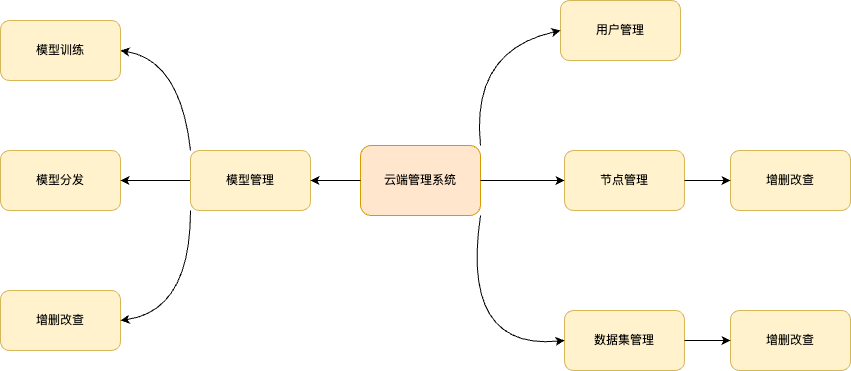 用户管理
模型训练
模型分发
模型管理
云端管理系统
节点管理
增删改查
增删改查
数据集管理
增删改查